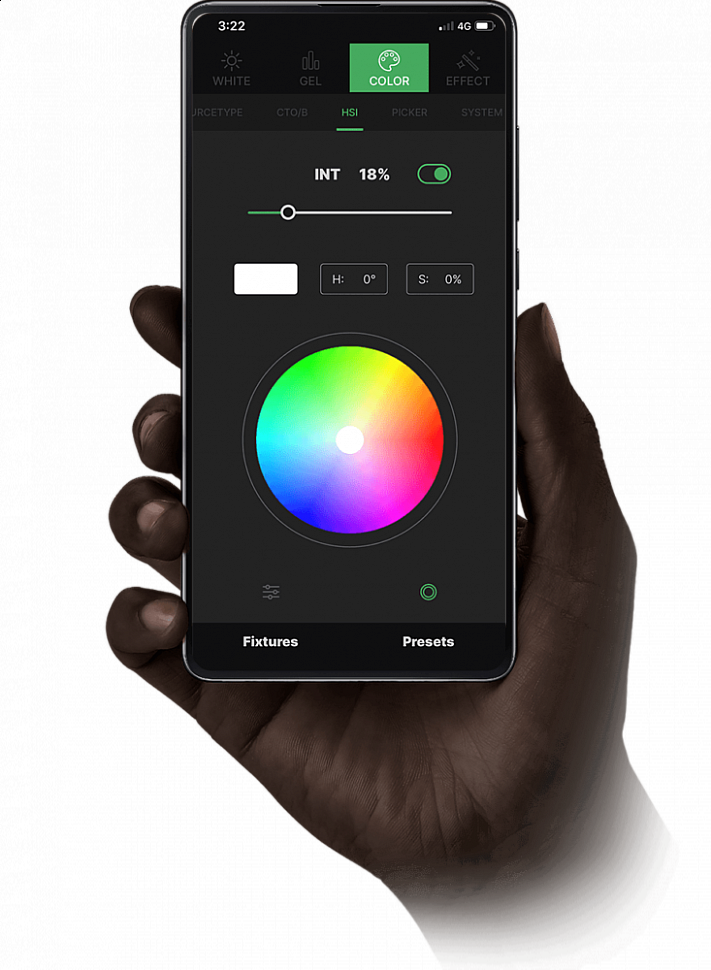 3:22 4G
WHITE GEL COLOR EFFECT
URCETYPE CTO/B HSI PICKER SYSTEM
INT 18%
H: 0° S: 0%
Fixtures Presets